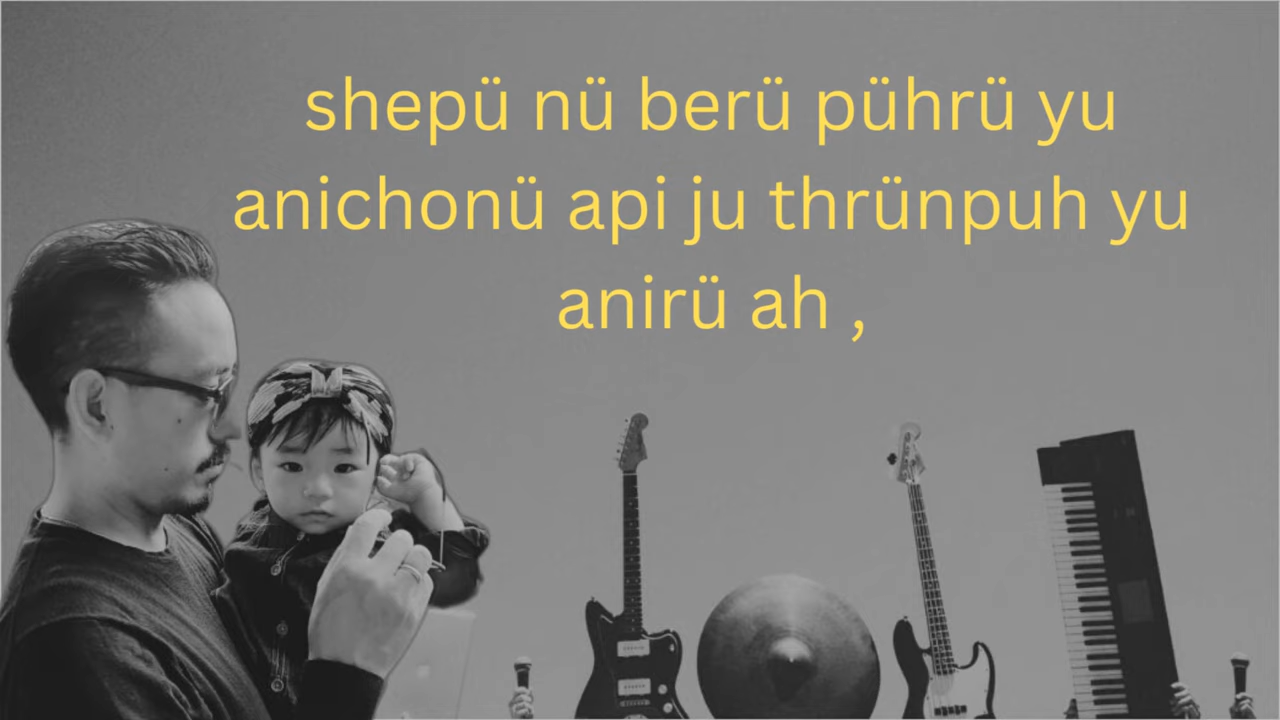 shepü nü berü pührü yu
anichonü api ju thrünpuh yu
anirü ah ,